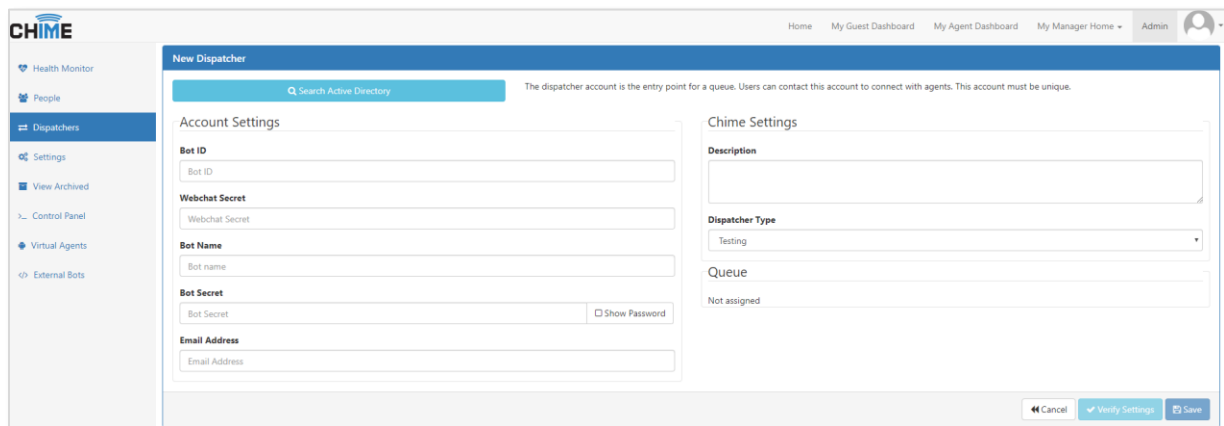 CHIME
Home My Guest Dashboard My Agent Dashboard My Manager Home Admin
Health Monitor
People
Dispatchers
Settings
View Archived
Control Panel
Virtual Agents
External Bots
New Dispatcher
Search Active Directory
The dispatcher account is the entry point for a queue. Users can contact this account to connect with agents. This account must be unique.
Account Settings
Bot ID
Bot ID
Webchat Secret
Webchat Secret
Bot Name
Bot name
Bot Secret
Bot Secret
Show Password
Email Address
Email Address
Chime Settings
Description
Dispatcher Type
Testing
Queue
Not assigned
Cancel Verify Settings Save